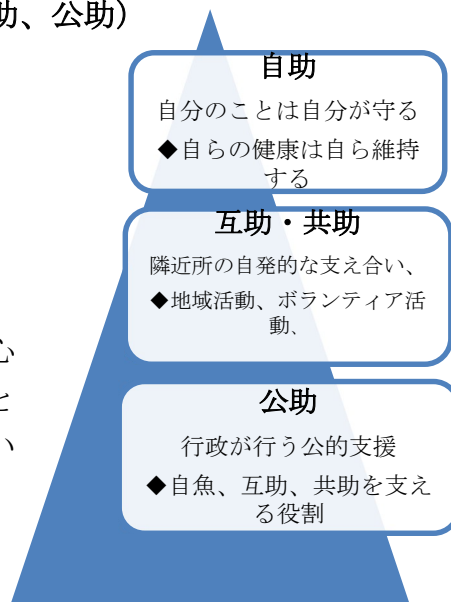 助、公助）
自助
自分のことは自分が守る
◆自らの健康は自ら維持
する
互助・共助
隣近所の自発的な支え合い、
◆地域活動、ボランティア活
動、
心
と
い
公助
行政が行う公的支援
◆自魚、互助、共助を支え
る役割